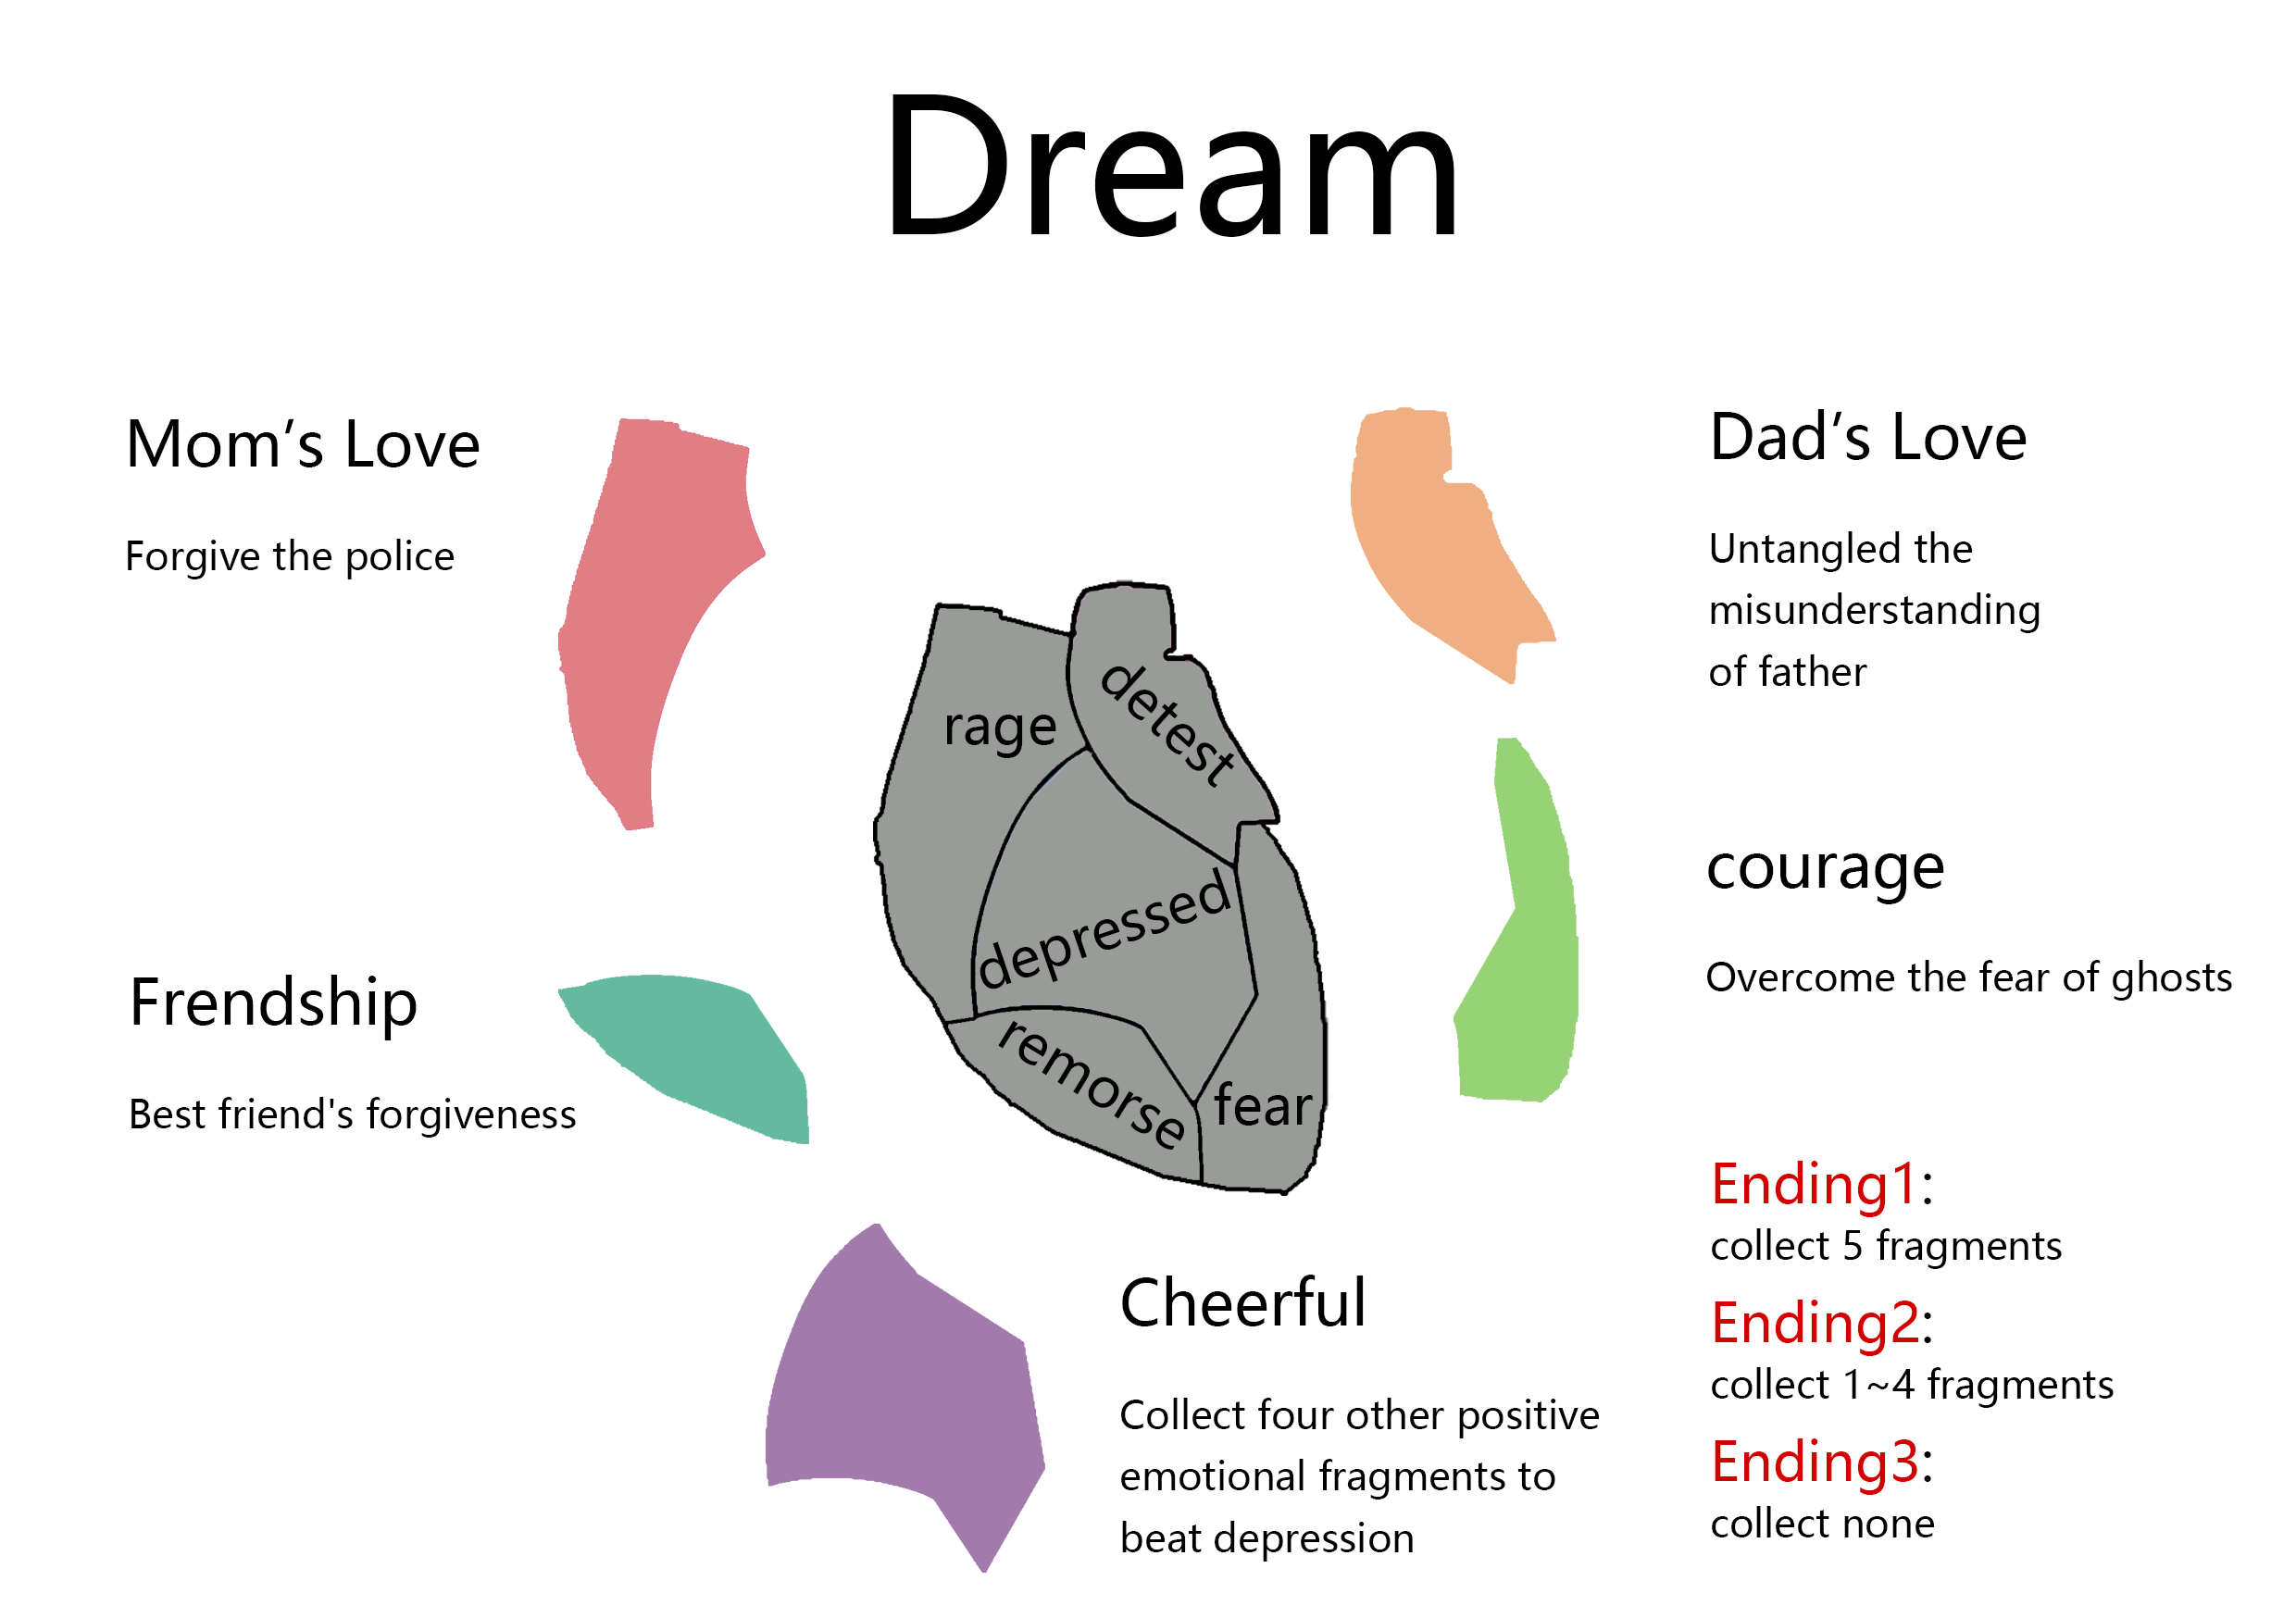 Dream
Mom's Love
Forgive the police
Dad's Love
Untangled the
misunderstanding
of father
rage
detest
depressed
remorse
fear
courage
Overcome the fear of ghosts
Frendship
Best friend's forgiveness
Cheerful
Collect four other positive
emotional fragments to
beat depression
Ending1:
collect 5 fragments
Ending2:
collect 1~4 fragments
Ending3:
collect none